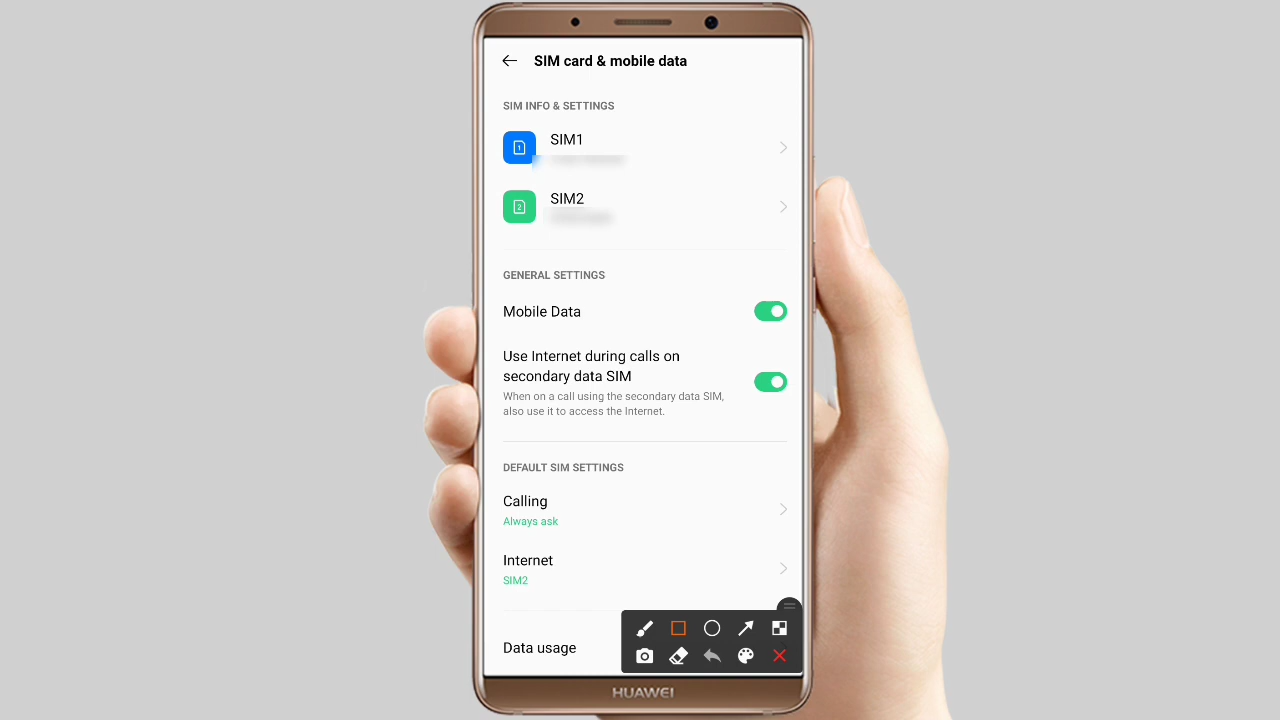 SIM card & mobile data
SIM INFO & SETTINGS
1
SIM1
2
SIM2
GENERAL SETTINGS
Mobile Data
Use Internet during calls on
secondary data SIM
When on a call using the secondary data SIM,
also use it to access the Internet.
DEFAULT SIM SETTINGS
Calling
Always ask
Internet
SIM2
Data usage
HUAWEI